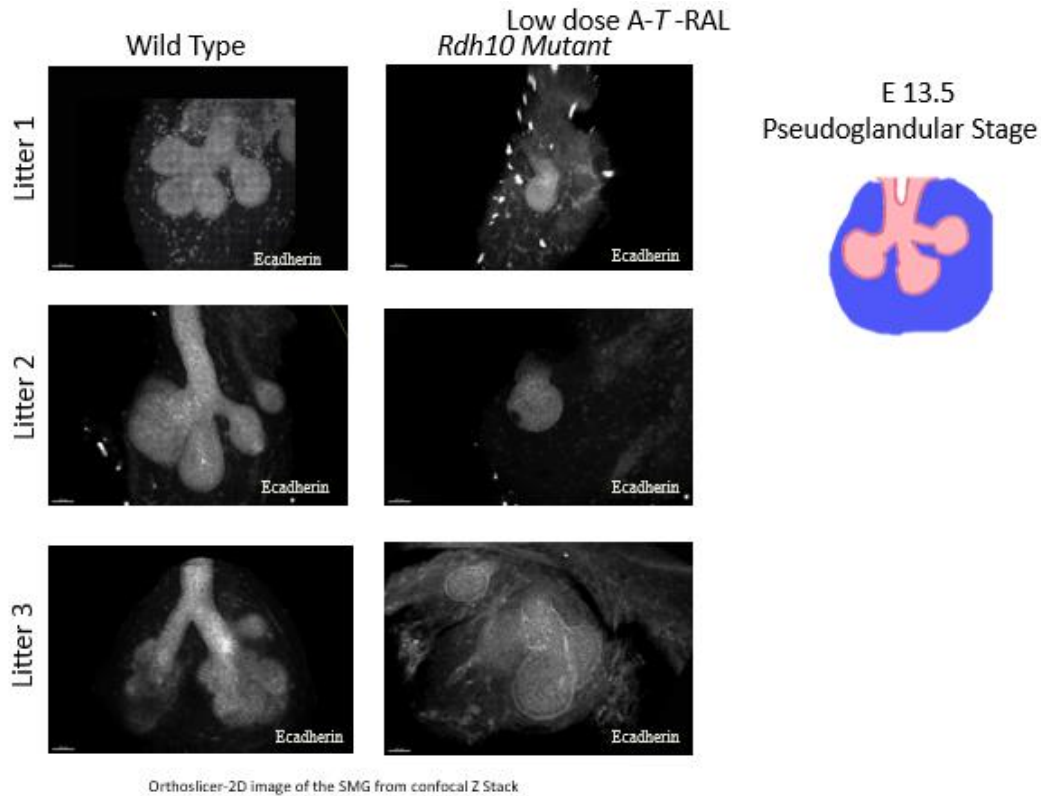 Low dose A-T -RAL
Wild Type
Rdh10 Mutant
E 13.5
Pseudoglandular Stage
Litter 1
Ecadherin
Ecadherin
Litter 2
Ecadherin
Ecadherin
Litter 3
Ecadherin
Ecadherin
Orthoslicer-2D image of the SMG from confocal Z Stack